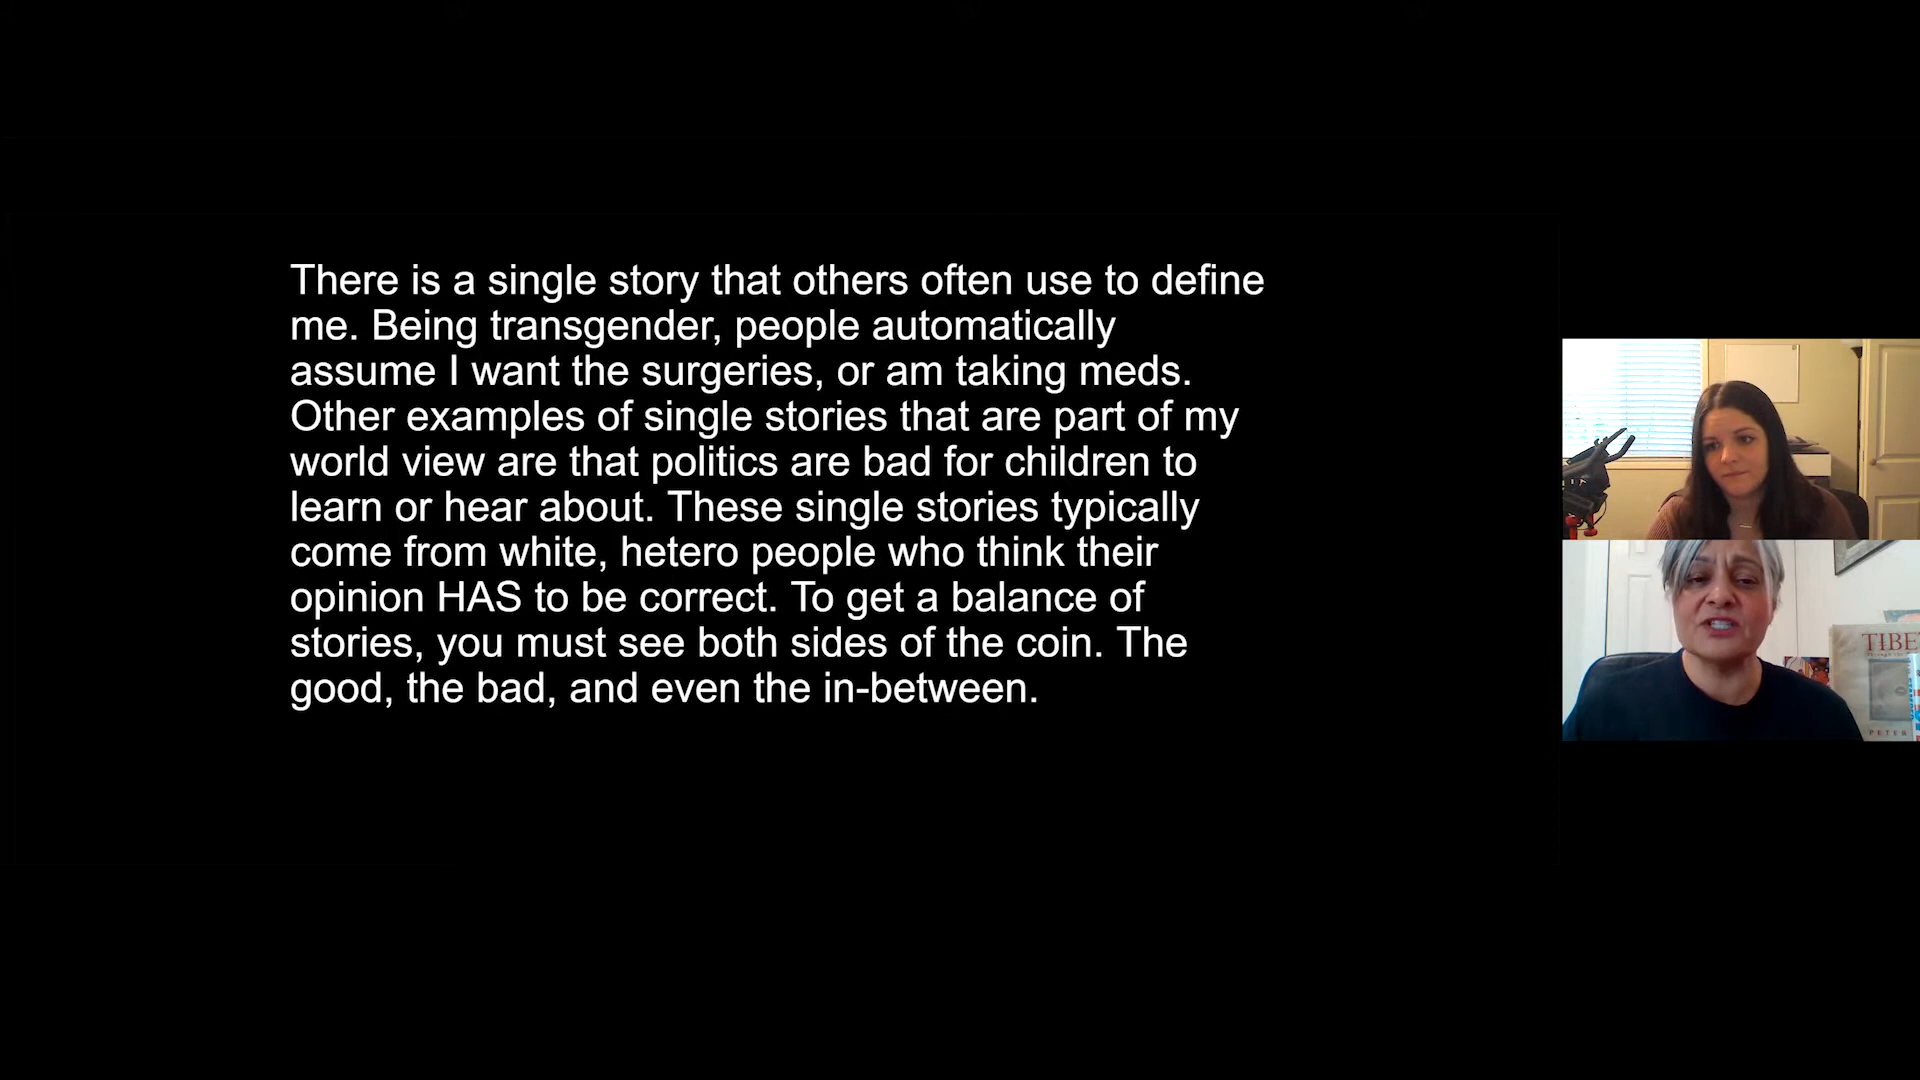 There is a single story that others often use to define
me. Being transgender, people automatically
assume I want the surgeries, or am taking meds.
Other examples of single stories that are part of my
world view are that politics are bad for children to
learn or hear about. These single stories typically
come from white, hetero people who think their
opinion HAS to be correct. To get a balance of
stories, you must see both sides of the coin. The
good, the bad, and even the in-between.
TIBE
PETER